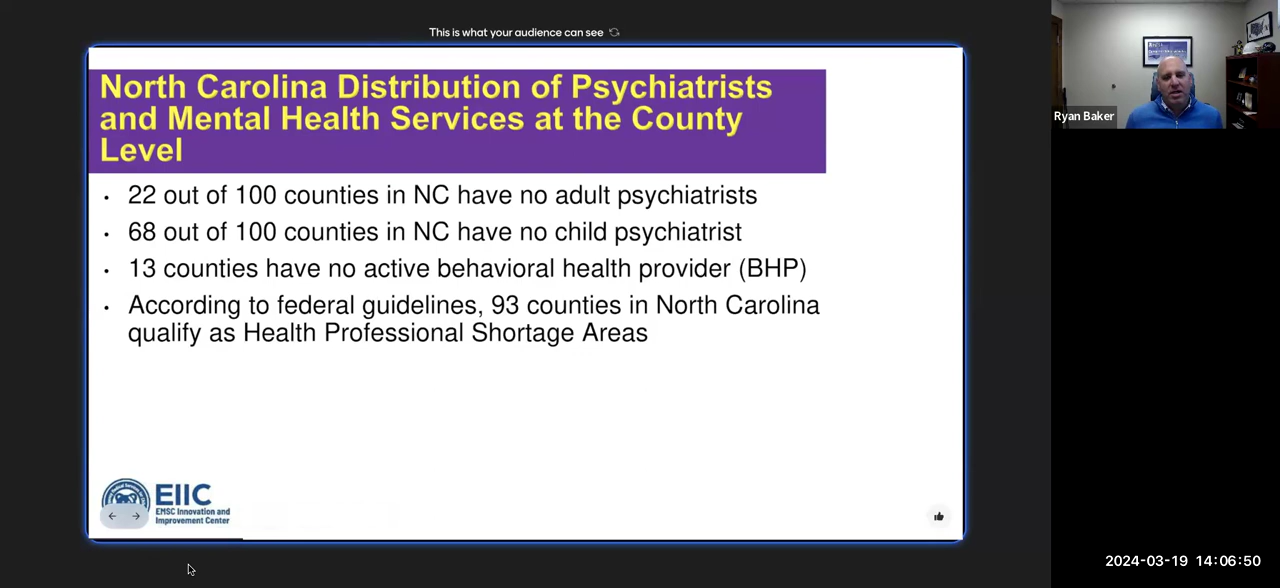 This is what your audience can see
North Carolina Distribution of Psychiatrists
and Mental Health Services at the County
Level
• 22 out of 100 counties in NC have no adult psychiatrists
• 68 out of 100 counties in NC have no child psychiatrist
• 13 counties have no active behavioral health provider (BHP)
• According to federal guidelines, 93 counties in North Carolina
qualify as Health Professional Shortage Areas
EIIC
EMSC Innovation and
Improvement Center
Ryan Baker
2024-03-19 14:06:50